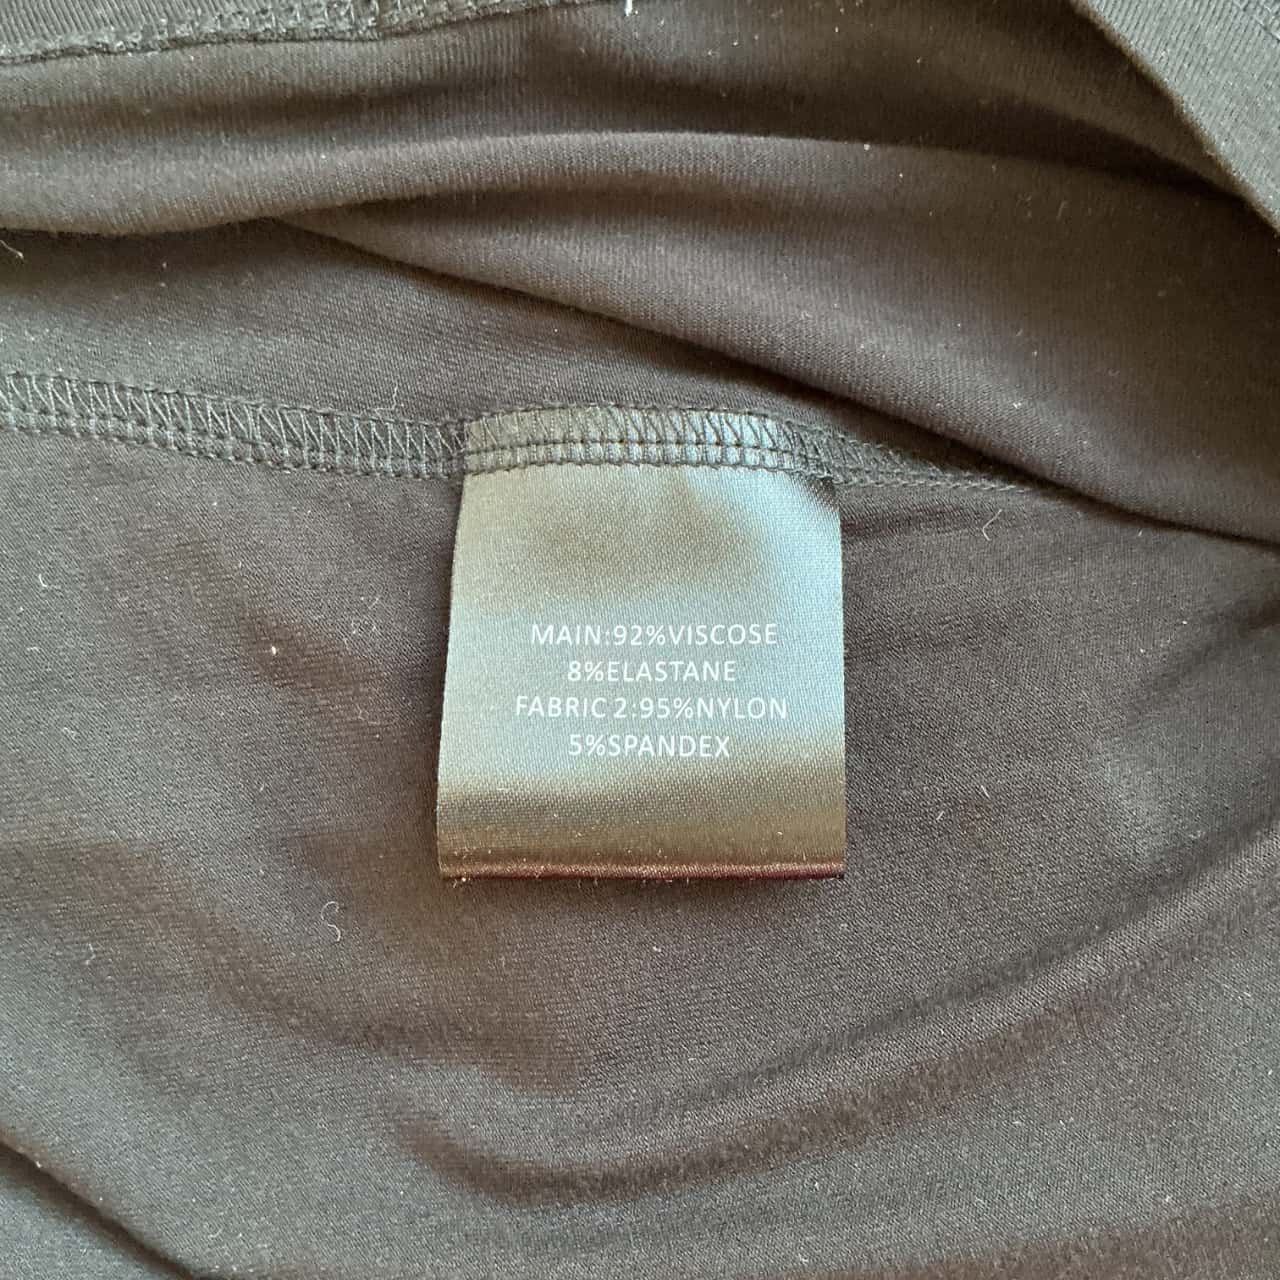 MAIN:92%VISCOSE
8%ELASTANE
FABRIC 2:95%NYLON
5%SPANDEX